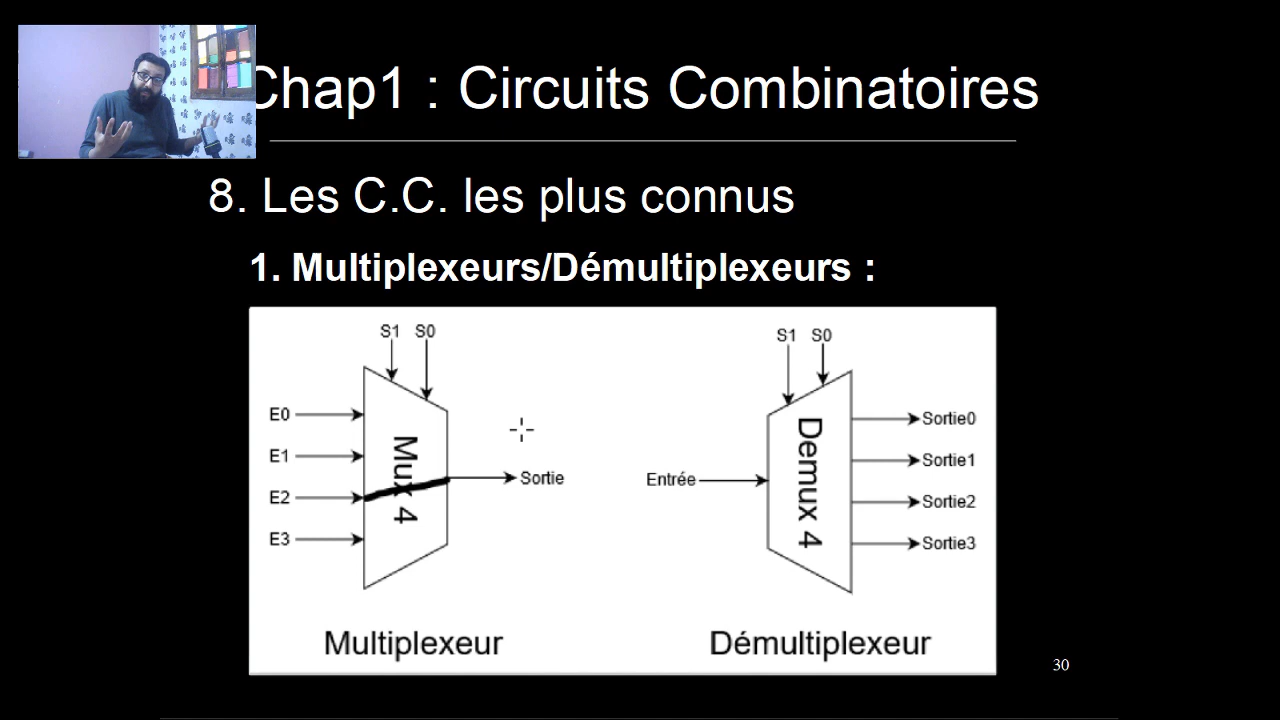 Chap1 : Circuits Combinatoires
8. Les C.C. les plus connus
1. Multiplexeurs/Démultiplexeurs :
S1 S0
E0
E1
E2
E3
Mux 4
Sortie
Multiplexeur
S1 S0
Entrée
Demux 4
Sortie0
Sortie1
Sortie2
Sortie3
Démultiplexeur
30